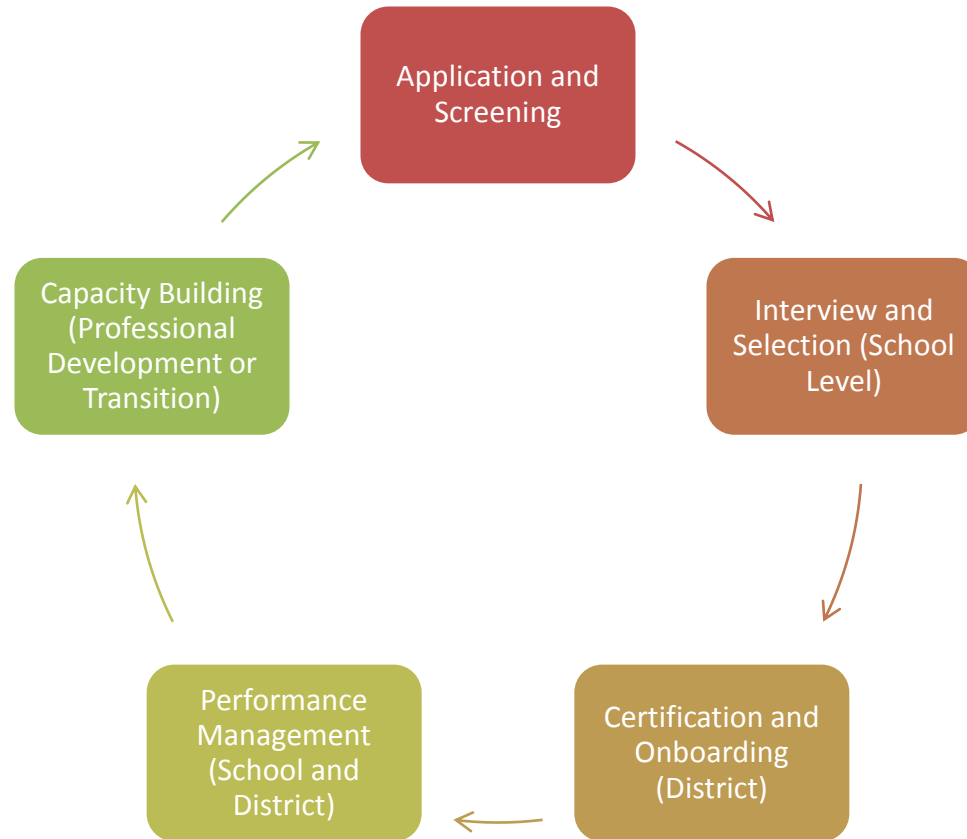 Application and
Screening
Interview and
Selection (School
Level)
Certification and
Onboarding
(District)
Performance
Management
(School and
District)
Capacity Building
(Professional
Development or
Transition)